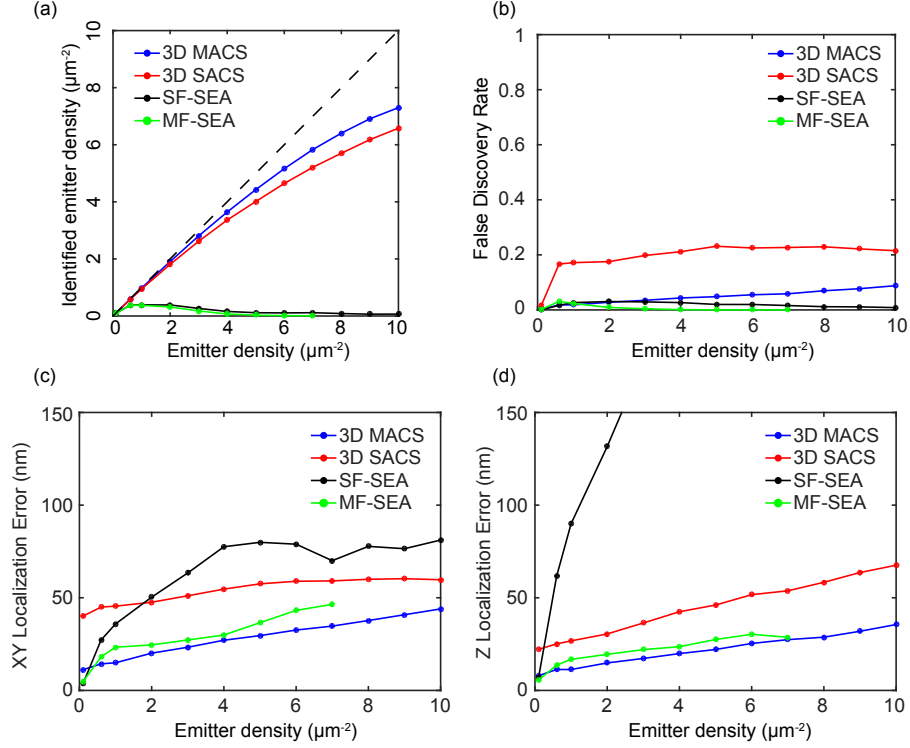 (a)
10
8
6
4
2
0
Identified emitter density (µm⁻²)
3D MACS
3D SACS
SF-SEA
MF-SEA
0 2 4 6 8 10
Emitter density (µm⁻²)
(b)
1
0.8
0.6
0.4
0.2
0
False Discovery Rate
3D MACS
3D SACS
SF-SEA
MF-SEA
0 2 4 6 8 10
Emitter density (µm⁻²)
(c)
150
100
50
0
XY Localization Error (nm)
3D MACS
3D SACS
SF-SEA
MF-SEA
0 2 4 6 8 10
Emitter density (µm⁻²)
(d)
150
100
50
0
Z Localization Error (nm)
3D MACS
3D SACS
SF-SEA
MF-SEA
0 2 4 6 8 10
Emitter density (µm⁻²)